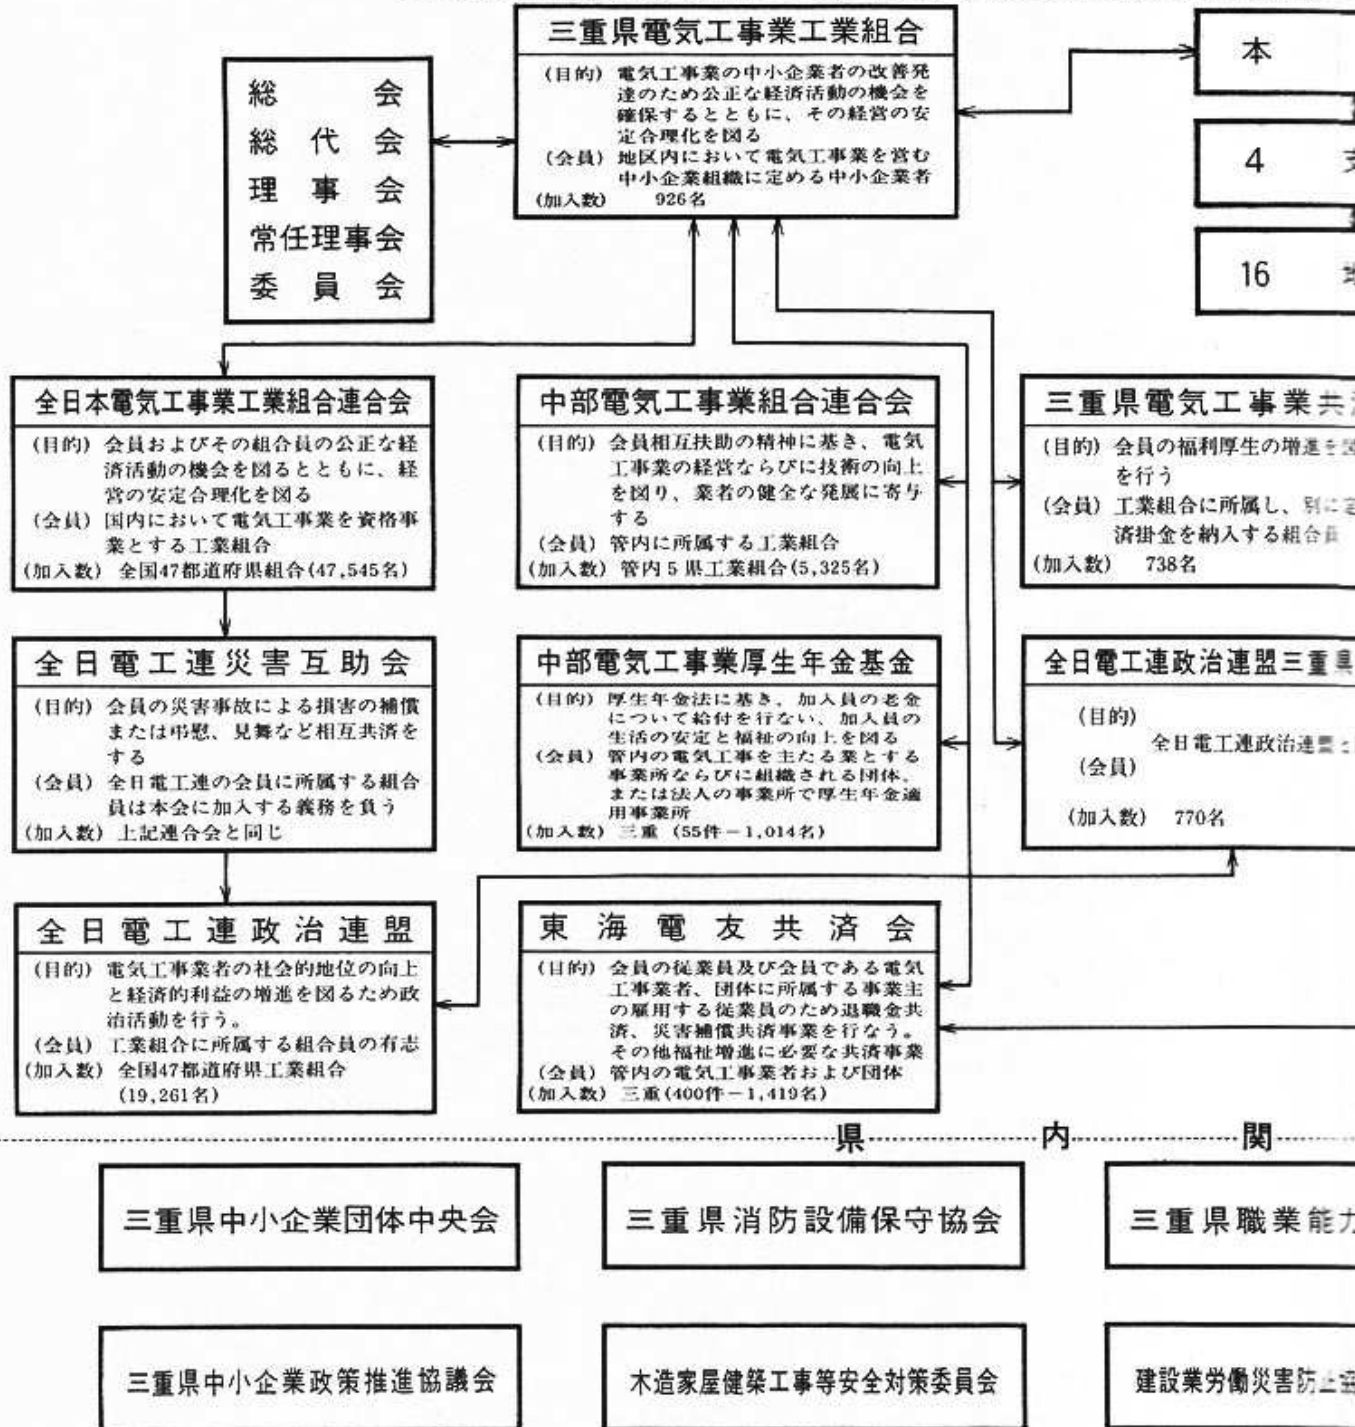 三重県電気工事業工業組合
(目的) 電気工事業の中小企業者の改善発
達のため公正な経済活動の機会を
確保するとともに、その経営の安
定合理化を図る
(会員) 地区内において電気工事業を営む
中小企業組織に定める中小企業者
(加入数) 926名
総会
総代会
理事会
常任理事会
委員会
本
4
16
全日本電気工事業工業組合連合会
(目的) 会員およびその組合員の公正な経
済活動の機会を図るとともに、経
営の安定合理化を図る
(会員) 国内において電気工事業を資格事
業とする工業組合
(加入数) 全国47都道府県組合(47,545名)
中部電気工事業組合連合会
(目的) 会員相互扶助の精神に基き、電気
工事業の経営ならびに技術の向上
を図り、業者の健全な発展に寄与
する
(会員) 管内に所属する工業組合
(加入数) 管内5県工業組合(5,325名)
三重県電気工事業共
(目的) 会員の福利厚生の増進を
を行う
(会員) 工業組合に所属し、別に
済掛金を納入する組合員
(加入数) 738名
全日電工連災害互助会
(目的) 会員の災害事故による損害の補償
または弔慰、見舞など相互共済を
する
(会員) 全日電工連の会員に所属する組合
員は本会に加入する義務を負う
(加入数) 上記連合会と同じ
中部電気工事業厚生年金基金
(目的) 厚生年金法に基き、加入員の老金
について給付を行ない、加入員の
生活の安定と福祉の向上を図る
(会員) 管内の電気工事を主たる業とする
事業所ならびに組織される団体、
または法人の事業所で厚生年金適
用事業所
(加入数) 三重 (55件－1,014名)
全日電工連政治連盟三重県
(目的)
全日電工連政治連盟
(会員)
(加入数) 770名
全日電工連政治連盟
(目的) 電気工事業者の社会的地位の向上
と経済的利益の増進を図るため政
治活動を行う。
(会員) 工業組合に所属する組合員の有志
(加入数) 全国47都道府県工業組合
(19,261名)
東海電友共済会
(目的) 会員の従業員及び会員である電気
工事業者、団体に所属する事業主
の雇用する従業員のため退職金共
済、災害補償共済事業を行なう。
その他福祉増進に必要な共済事業
(会員) 管内の電気工事業者および団体
(加入数) 三重(400件－1,419名)
県内関
三重県中小企業団体中央会
三重県消防設備保守協会
三重県職業能力
三重県中小企業政策推進協議会
木造家屋健築工事等安全対策委員会
建設業労働災害防止